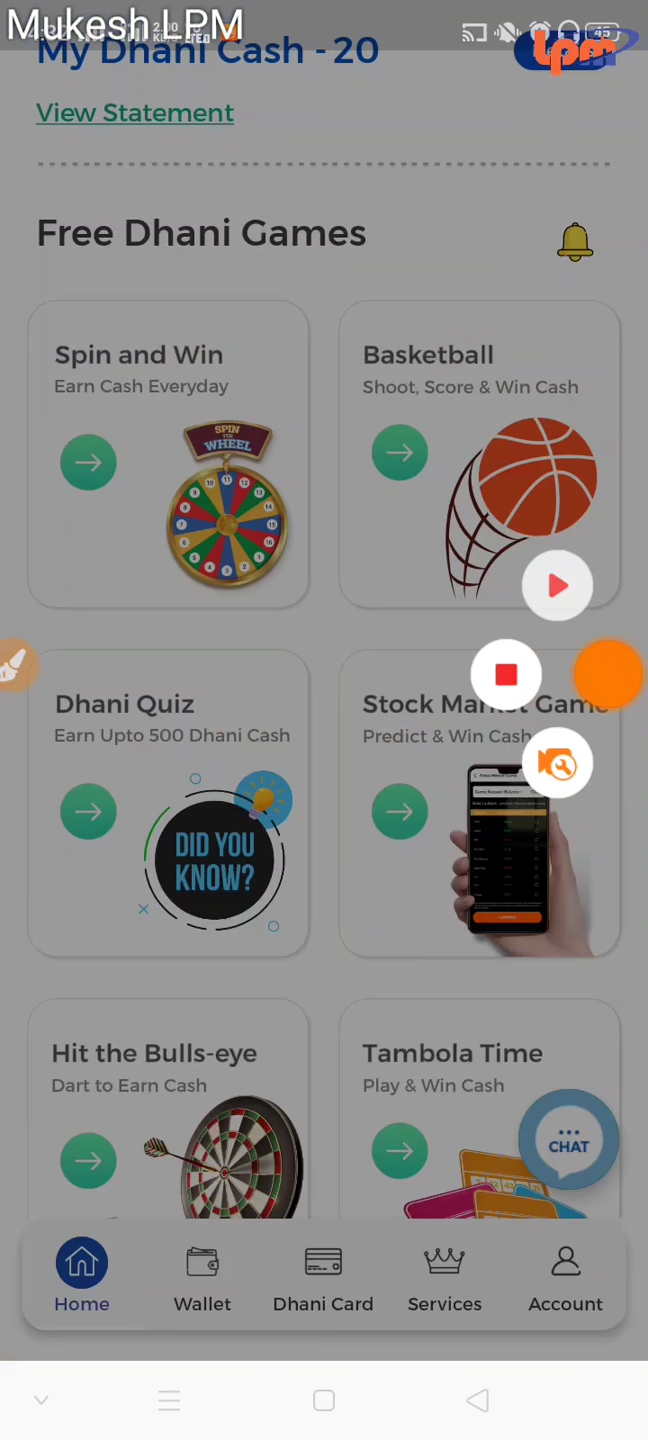 Mukesh LPM
45
lpm
My Dhani Cash - 20
View Statement
Free Dhani Games
Spin and Win
Earn Cash Everyday
SPIN
THE
WHEEL
Basketball
Shoot, Score & Win Cash
Dhani Quiz
Earn Upto 500 Dhani Cash
DID YOU
KNOW?
Stock Market Game
Predict & Win Cash
Hit the Bulls-eye
Dart to Earn Cash
Tambola Time
Play & Win Cash
CHAT
Home
Wallet
Dhani Card
Services
Account